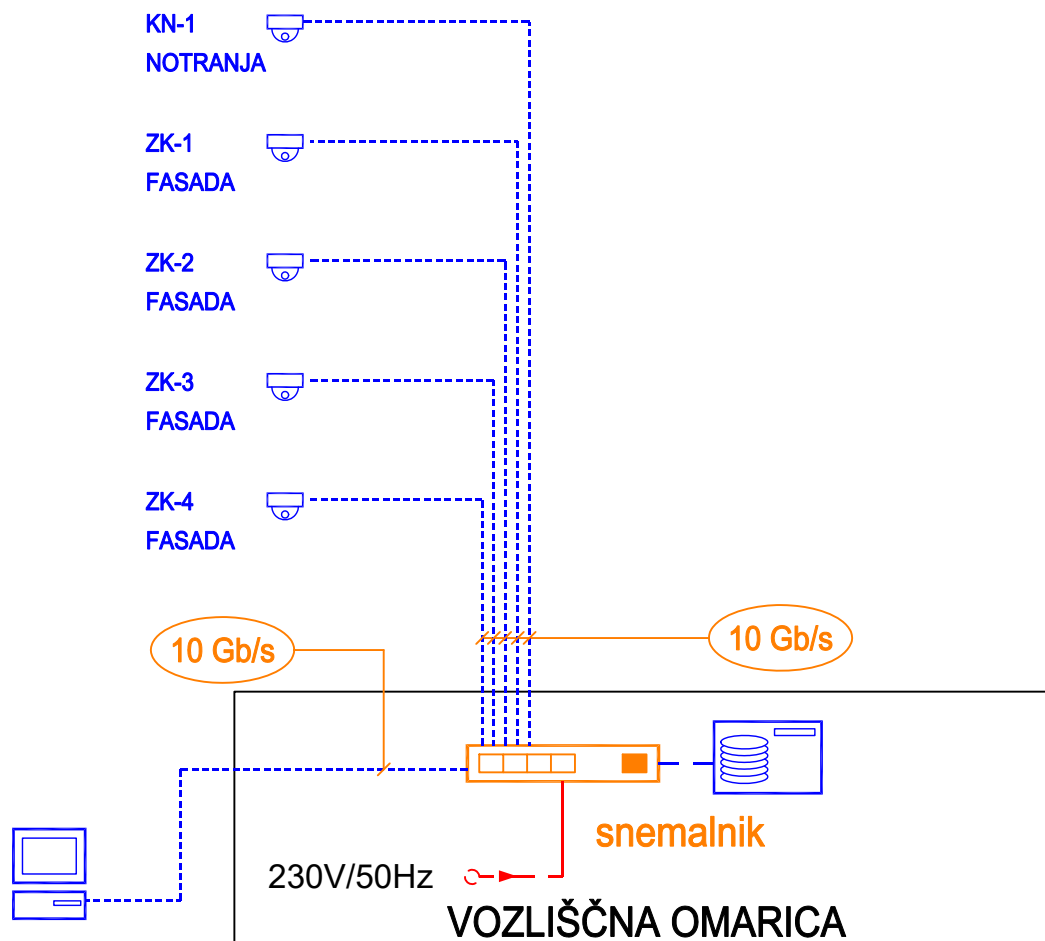 KN-1
NOTRANJA
ZK-1
FASADA
ZK-2
FASADA
ZK-3
FASADA
ZK-4
FASADA
10 Gb/s
10 Gb/s
snemalnik
230V/50Hz
VOZLIŠČNA OMARICA